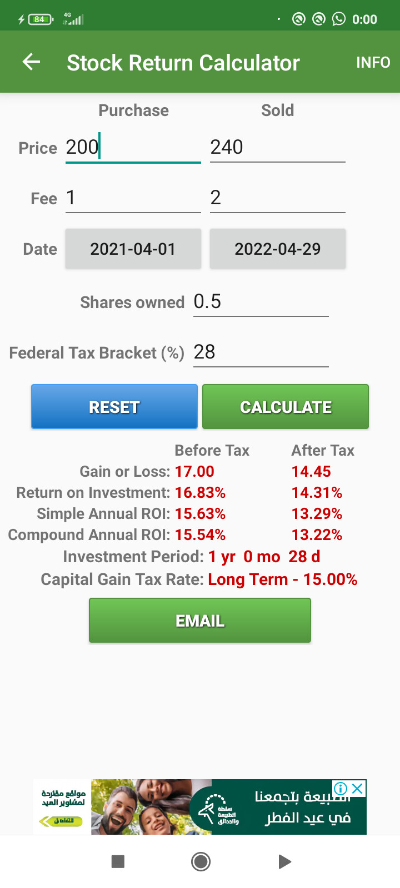 84 4G 0:00
Stock Return Calculator INFO
Purchase Sold
Price 200 240
Fee 1 2
Date 2021-04-01 2022-04-29
Shares owned 0.5
Federal Tax Bracket (%) 28
RESET CALCULATE
Before Tax After Tax
Gain or Loss: 17.00 14.45
Return on Investment: 16.83% 14.31%
Simple Annual ROI: 15.63% 13.29%
Compound Annual ROI: 15.54% 13.22%
Investment Period: 1 yr 0 mo 28 d
Capital Gain Tax Rate: Long Term - 15.00%
EMAIL
مواقع مقترحة
لمشاوير العيد
الطبيعة بتجمعنا
في عيد الفطر
سلطة
الطبيعة
والحدائق